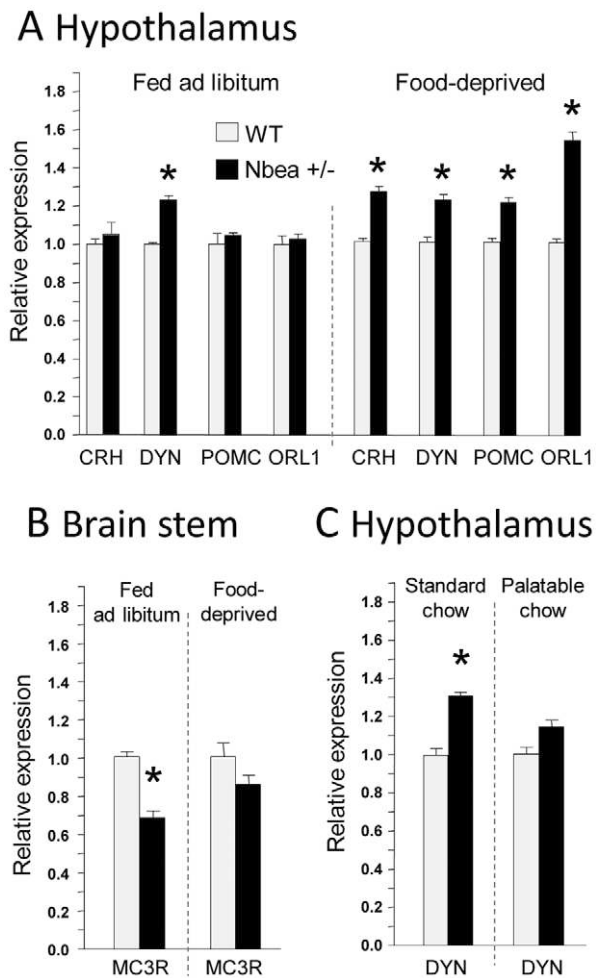 A Hypothalamus
Fed ad libitum
Food-deprived
WT
Nbea +/-
Relative expression
1.8
1.6
1.4
1.2
1.0
0.8
0.6
0.4
0.2
0.0
*
*
*
*
*
CRH DYN POMC ORL1 CRH DYN POMC ORL1
B Brain stem
Fed
ad libitum
Food-
deprived
Relative expression
1.8
1.6
1.4
1.2
1.0
0.8
0.6
0.4
0.2
0.0
*
MC3R MC3R
C Hypothalamus
Standard
chow
Palatable
chow
Relative expression
1.8
1.6
1.4
1.2
1.0
0.8
0.6
0.4
0.2
0.0
*
DYN DYN